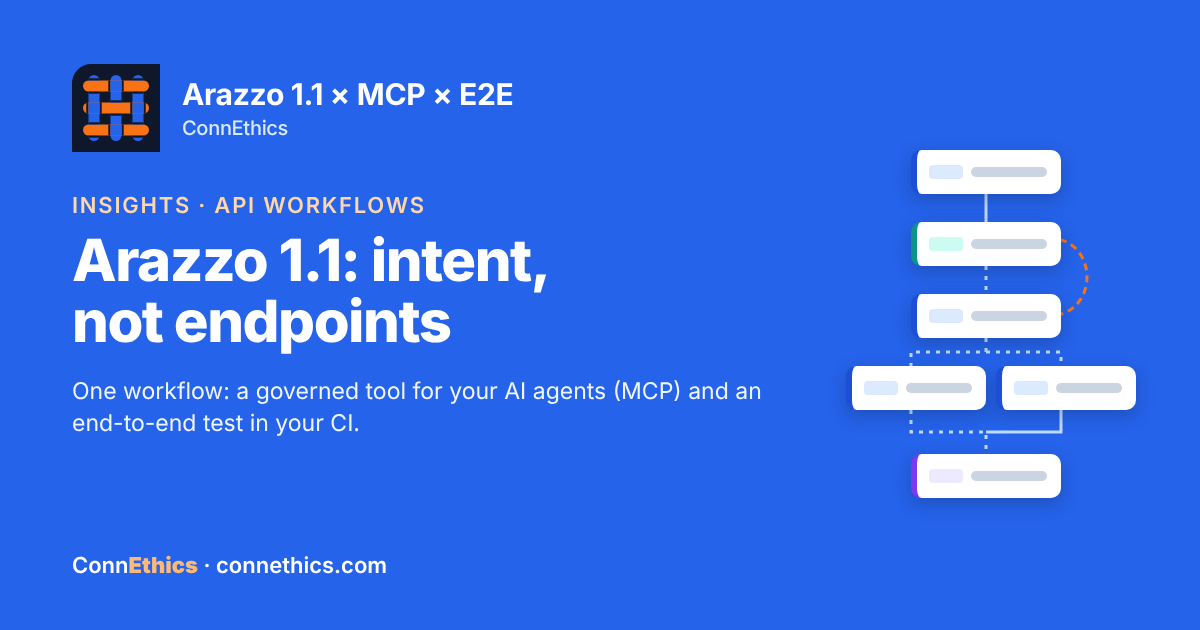 Arazzo 1.1 × MCP × E2E
ConnEthics
INSIGHTS · API WORKFLOWS
Arazzo 1.1: intent,
not endpoints
One workflow: a governed tool for your AI agents (MCP) and an
end-to-end test in your CI.
ConnEthics · connethics.com